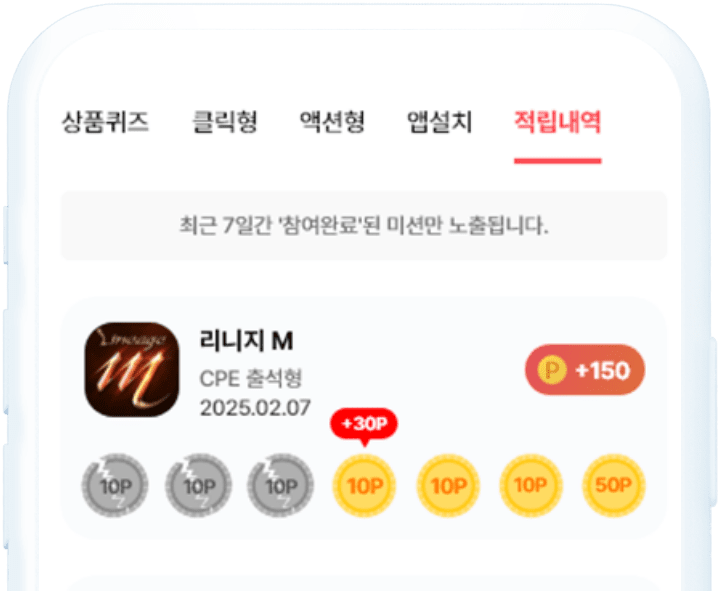 상품퀴즈 클릭형 액션형 앱설치 적립내역
최근 7일간 '참여완료'된 미션만 노출됩니다.
Lineage
M
리니지 M
CPE 출석형
2025.02.07
P +150
+30P
10P 10P 10P 10P 10P 10P 50P